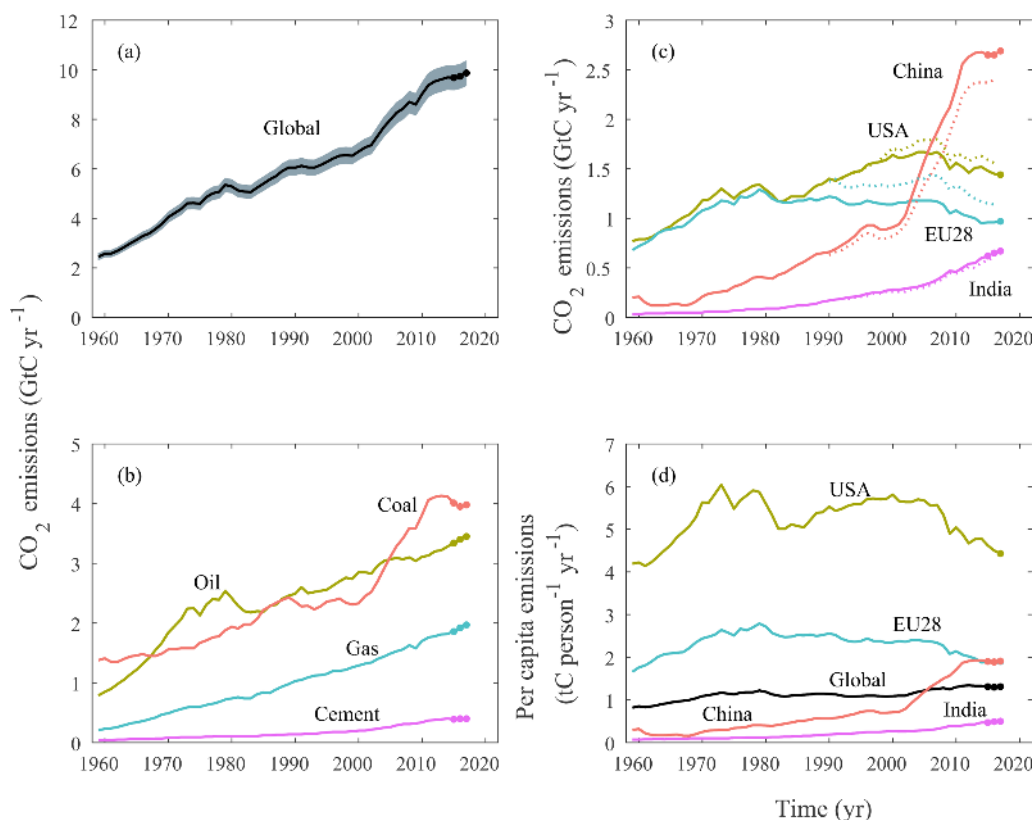 CO2 emissions (GtC yr-1)
(a)
Global
12
10
8
6
4
2
0
1960 1970 1980 1990 2000 2010 2020
(c)
CO2 emissions (GtC yr-1)
China
USA
EU28
India
3
2.5
2
1.5
1
0.5
0
1960 1970 1980 1990 2000 2010 2020
(b)
Coal
Oil
Gas
Cement
5
4
3
2
1
0
1960 1970 1980 1990 2000 2010 2020
(d)
Per capita emissions
(tC person-1 yr-1)
USA
EU28
Global
China
India
7
6
5
4
3
2
1
0
1960 1970 1980 1990 2000 2010 2020
Time (yr)